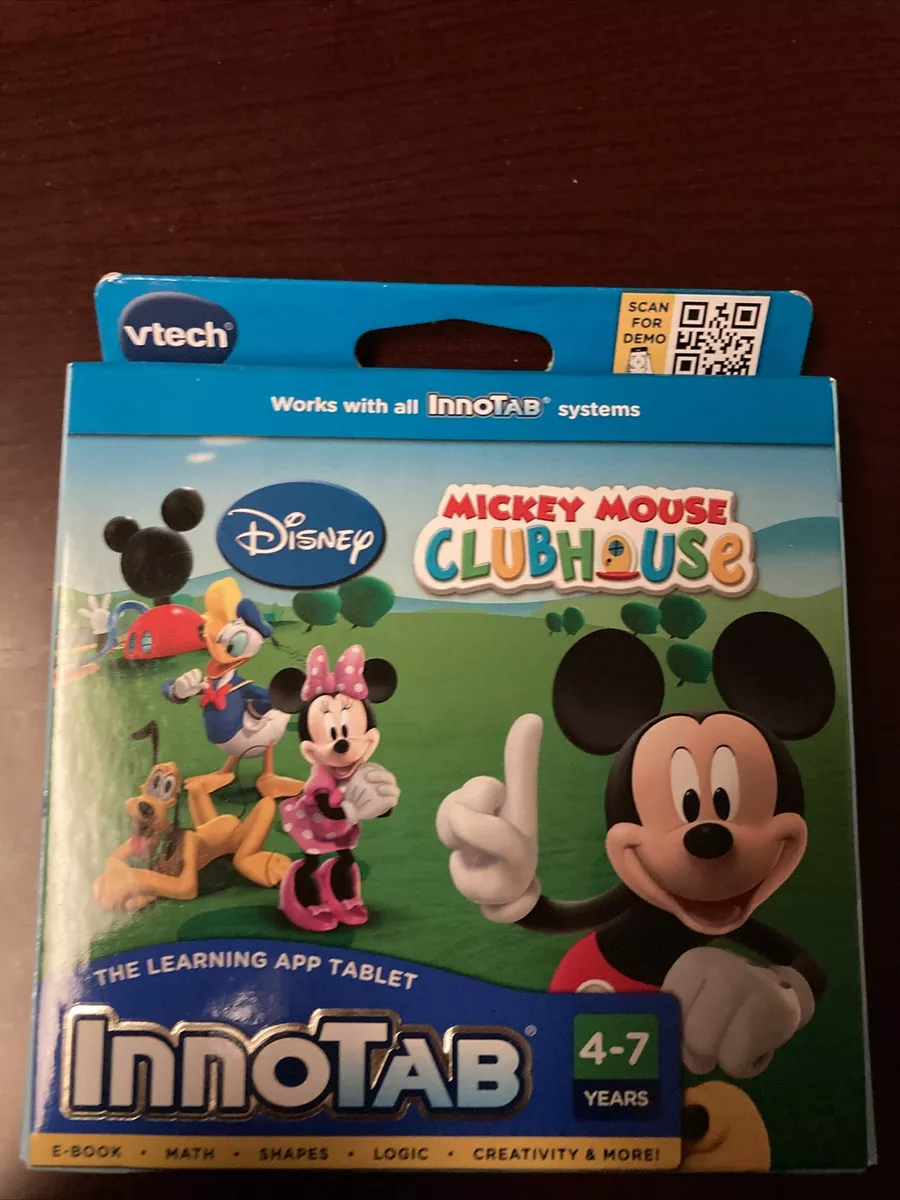 vtech®
SCAN
FOR
DEMO
Works with all InnoTab® systems
Disney
MICKEY MOUSE
CLUBHOUSE
THE LEARNING APP TABLET
InnoTab®
4-7
YEARS
E-BOOK • MATH • SHAPES • LOGIC • CREATIVITY & MORE!